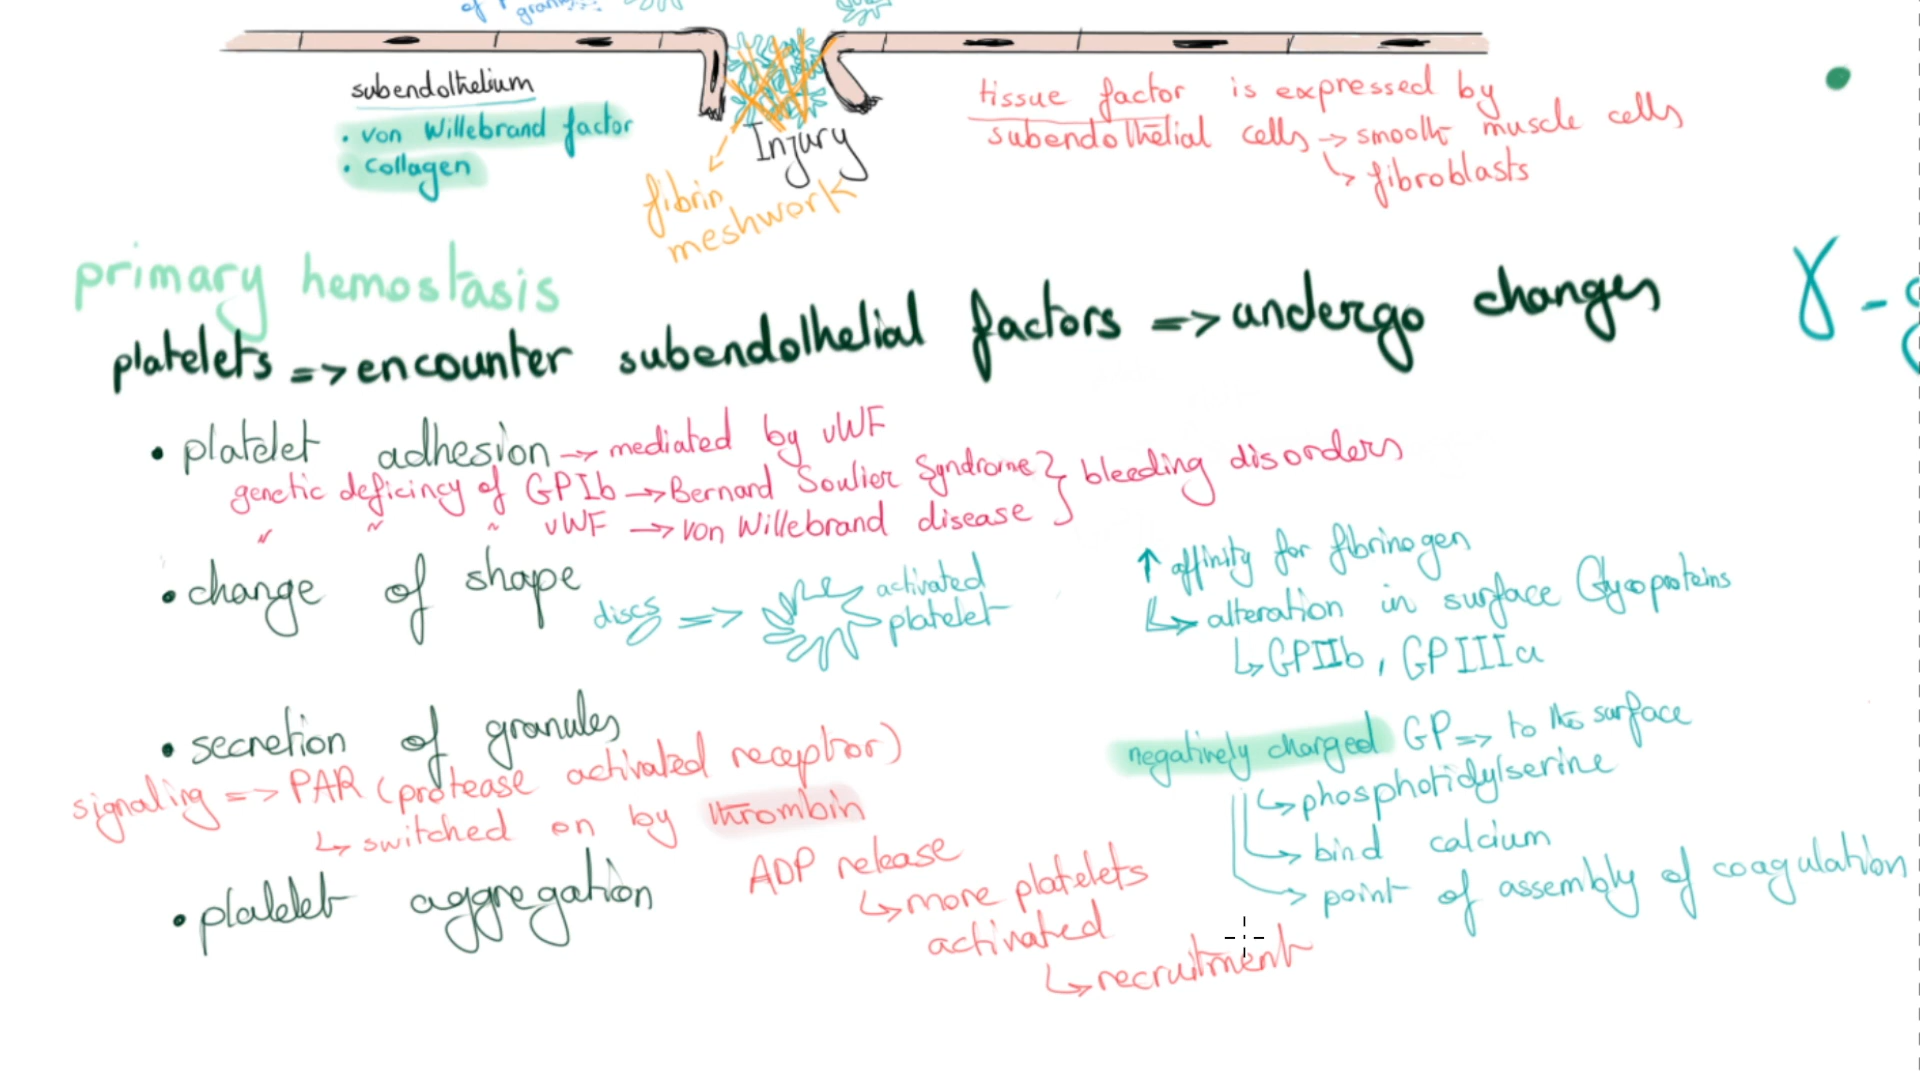 of granules
subendothelium
• von Willebrand factor
• Collagen
Injury
fibrin
meshwork
tissue factor is expressed by
subendothelial cells → smooth muscle cells
↳ fibroblasts
primary hemostasis
platelets => encounter subendothelial factors => undergo changes
γ -
• platelet adhesion → mediated by vWF
genetic deficincy of GPIb → Bernard Soulier Syndrome } bleeding disorders
〃 〃 〃 vWF → von Willebrand disease
• change of shape
discs => activated
platelet
↑ affinity for fibrinogen
↳ alteration in surface Glycoproteins
↳ GPIIb, GPIIIa
• secretion of granules
signaling => PAR (protease activated receptor)
↳ switched on by thrombin
negatively charged GP => to the surface
↳ phosphotidylserine
→ bind calcium
→ point of assembly of coagulation
• platelet aggregation
ADP release
↳ more platelets
activated
↳ recruitment